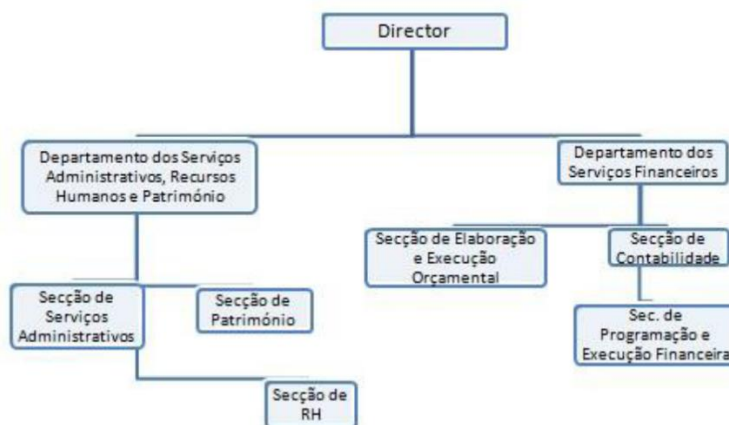 Director
Departamento dos Serviços
Administrativos, Recursos
Humanos e Património
Departamento dos
Serviços Financeiros
Secção de Elaboração
e Execução
Orçamental
Secção de
Contabilidade
Secção de
Serviços
Administrativos
Secção de
Património
Sec. de
Programação e
Execução Financeira
Secção de
RH